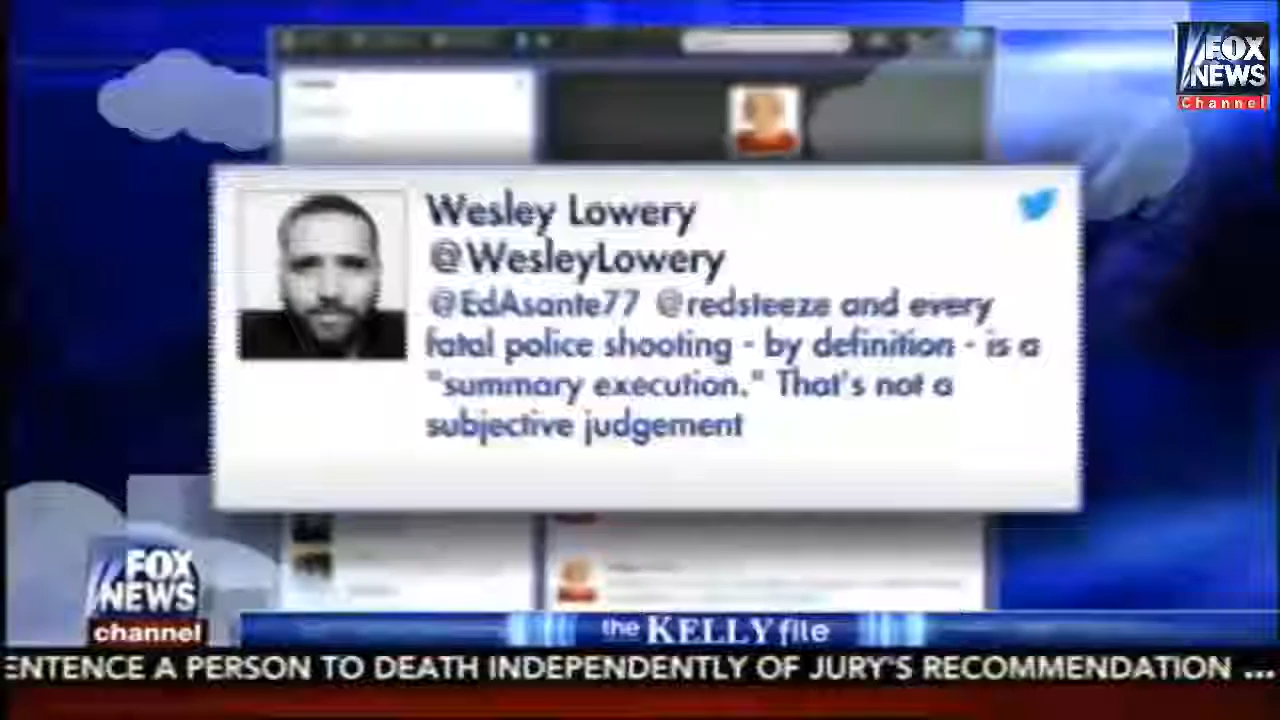 FOX
NEWS
Channel
Wesley Lowery
@WesleyLowery
@EdAsante77 @redsteeze and every
fatal police shooting - by definition - is a
"summary execution." That's not a
subjective judgement
FOX
NEWS
channel
the KELLY file
ENTENCE A PERSON TO DEATH INDEPENDENTLY OF JURY'S RECOMMENDATION ...